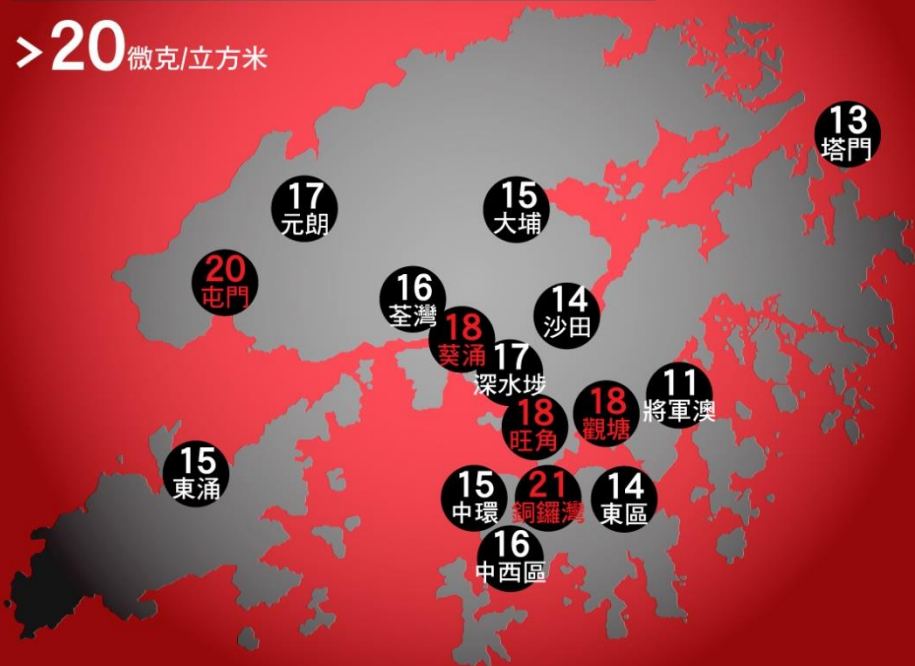 >20微克/立方米
13
塔門
17
元朗
15
大埔
20
屯門
16
荃灣
14
沙田
18
葵涌
17
深水埗
11
將軍澳
18
旺角
18
觀塘
15
東涌
15
中環
21
銅鑼灣
14
東區
16
中西區